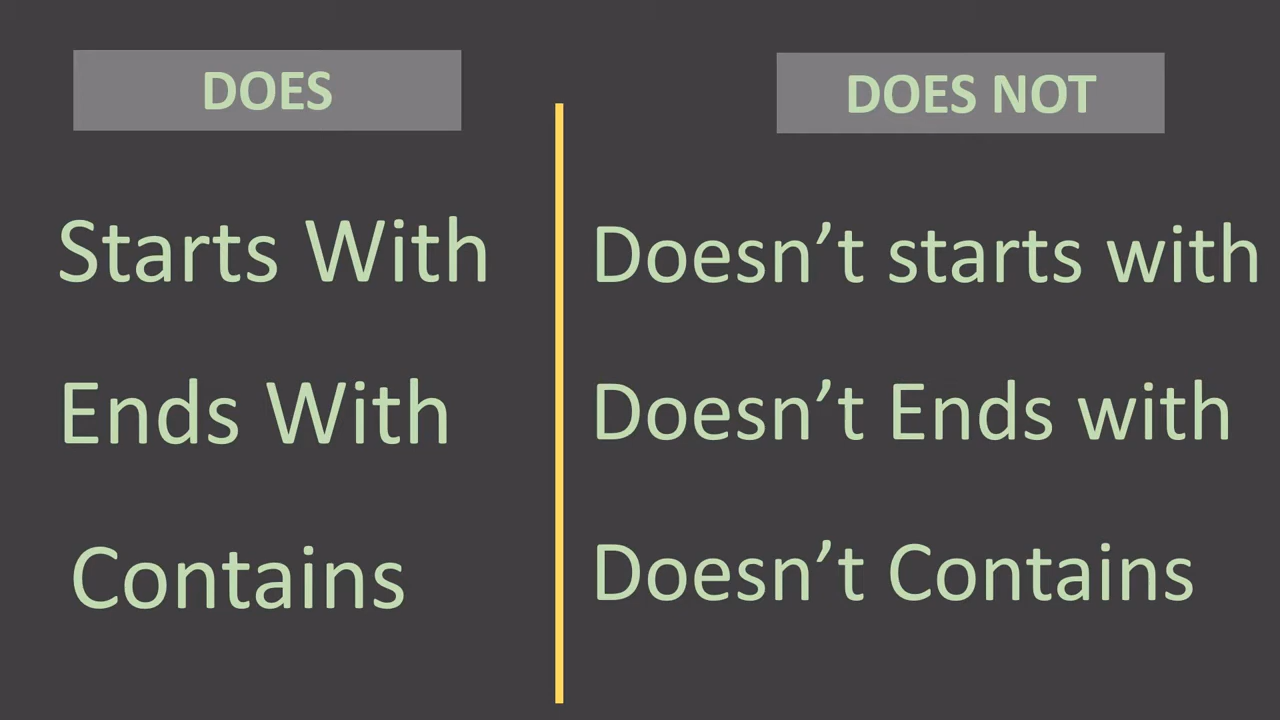 DOES
Starts With
Ends With
Contains
DOES NOT
Doesn’t starts with
Doesn’t Ends with
Doesn’t Contains